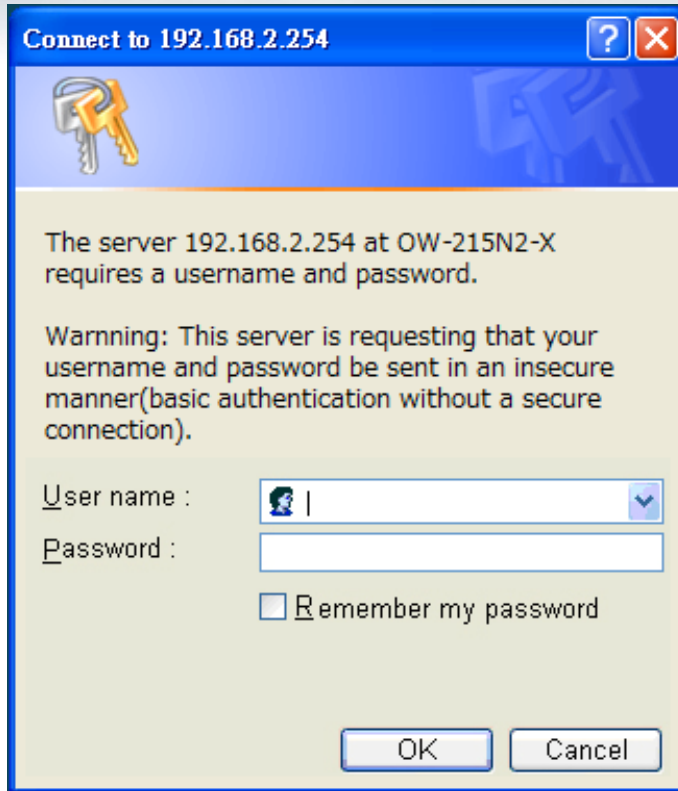 Connect to 192.168.2.254
The server 192.168.2.254 at OW-215N2-X
requires a username and password.
Warnning: This server is requesting that your
username and password be sent in an insecure
manner(basic authentication without a secure
connection).
User name :
Password :
Remember my password
OK Cancel